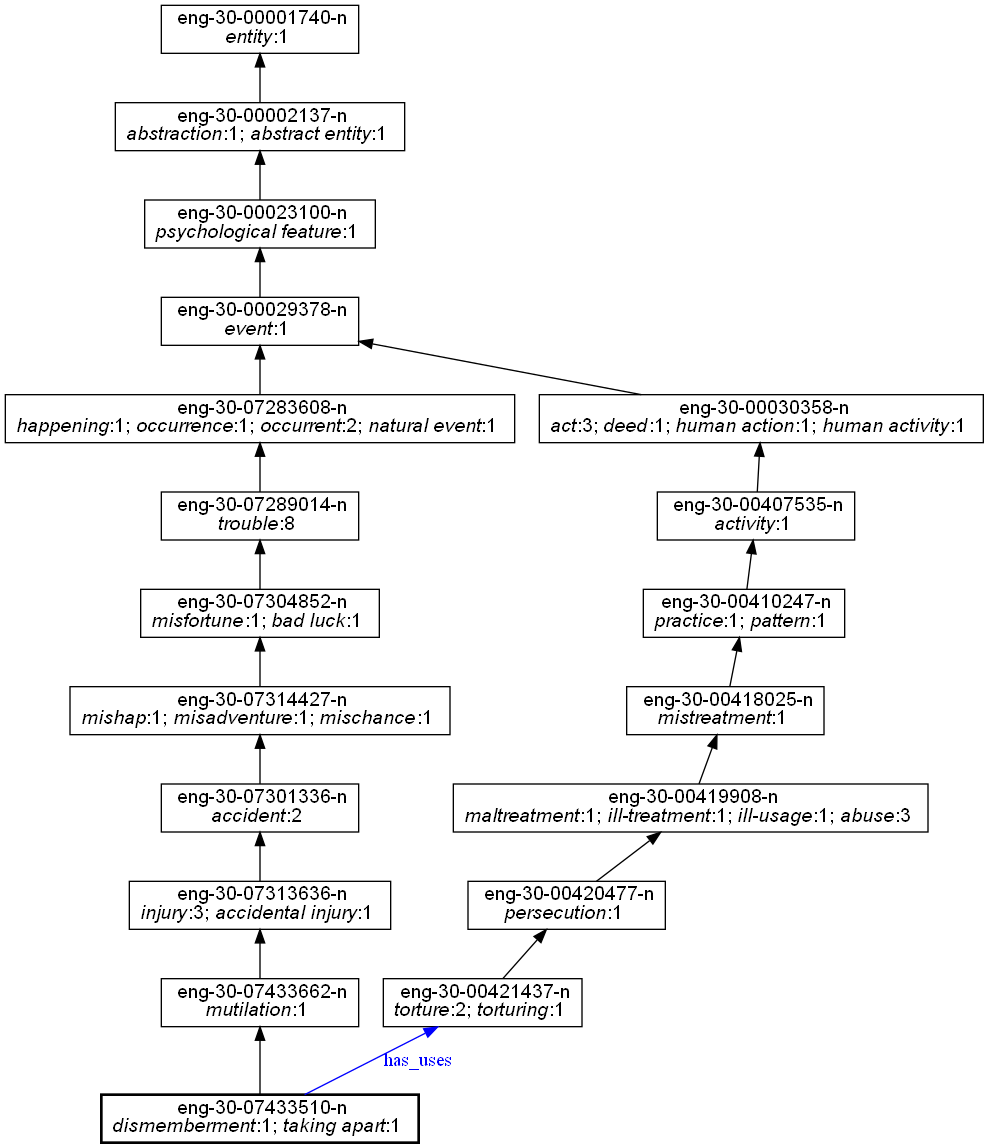 eng-30-00001740-n
entity:1
eng-30-00002137-n
abstraction:1; abstract entity:1
eng-30-00023100-n
psychological feature:1
eng-30-00029378-n
event:1
eng-30-07283608-n
happening:1; occurrence:1; occurrent:2; natural event:1
eng-30-00030358-n
act:3; deed:1; human action:1; human activity:1
eng-30-07289014-n
trouble:8
eng-30-00407535-n
activity:1
eng-30-07304852-n
misfortune:1; bad luck:1
eng-30-00410247-n
practice:1; pattern:1
eng-30-07314427-n
mishap:1; misadventure:1; mischance:1
eng-30-00418025-n
mistreatment:1
eng-30-07301336-n
accident:2
eng-30-00419908-n
maltreatment:1; ill-treatment:1; ill-usage:1; abuse:3
eng-30-07313636-n
injury:3; accidental injury:1
eng-30-00420477-n
persecution:1
eng-30-07433662-n
mutilation:1
eng-30-00421437-n
torture:2; torturing:1
has_uses
eng-30-07433510-n
dismemberment:1; taking apart:1